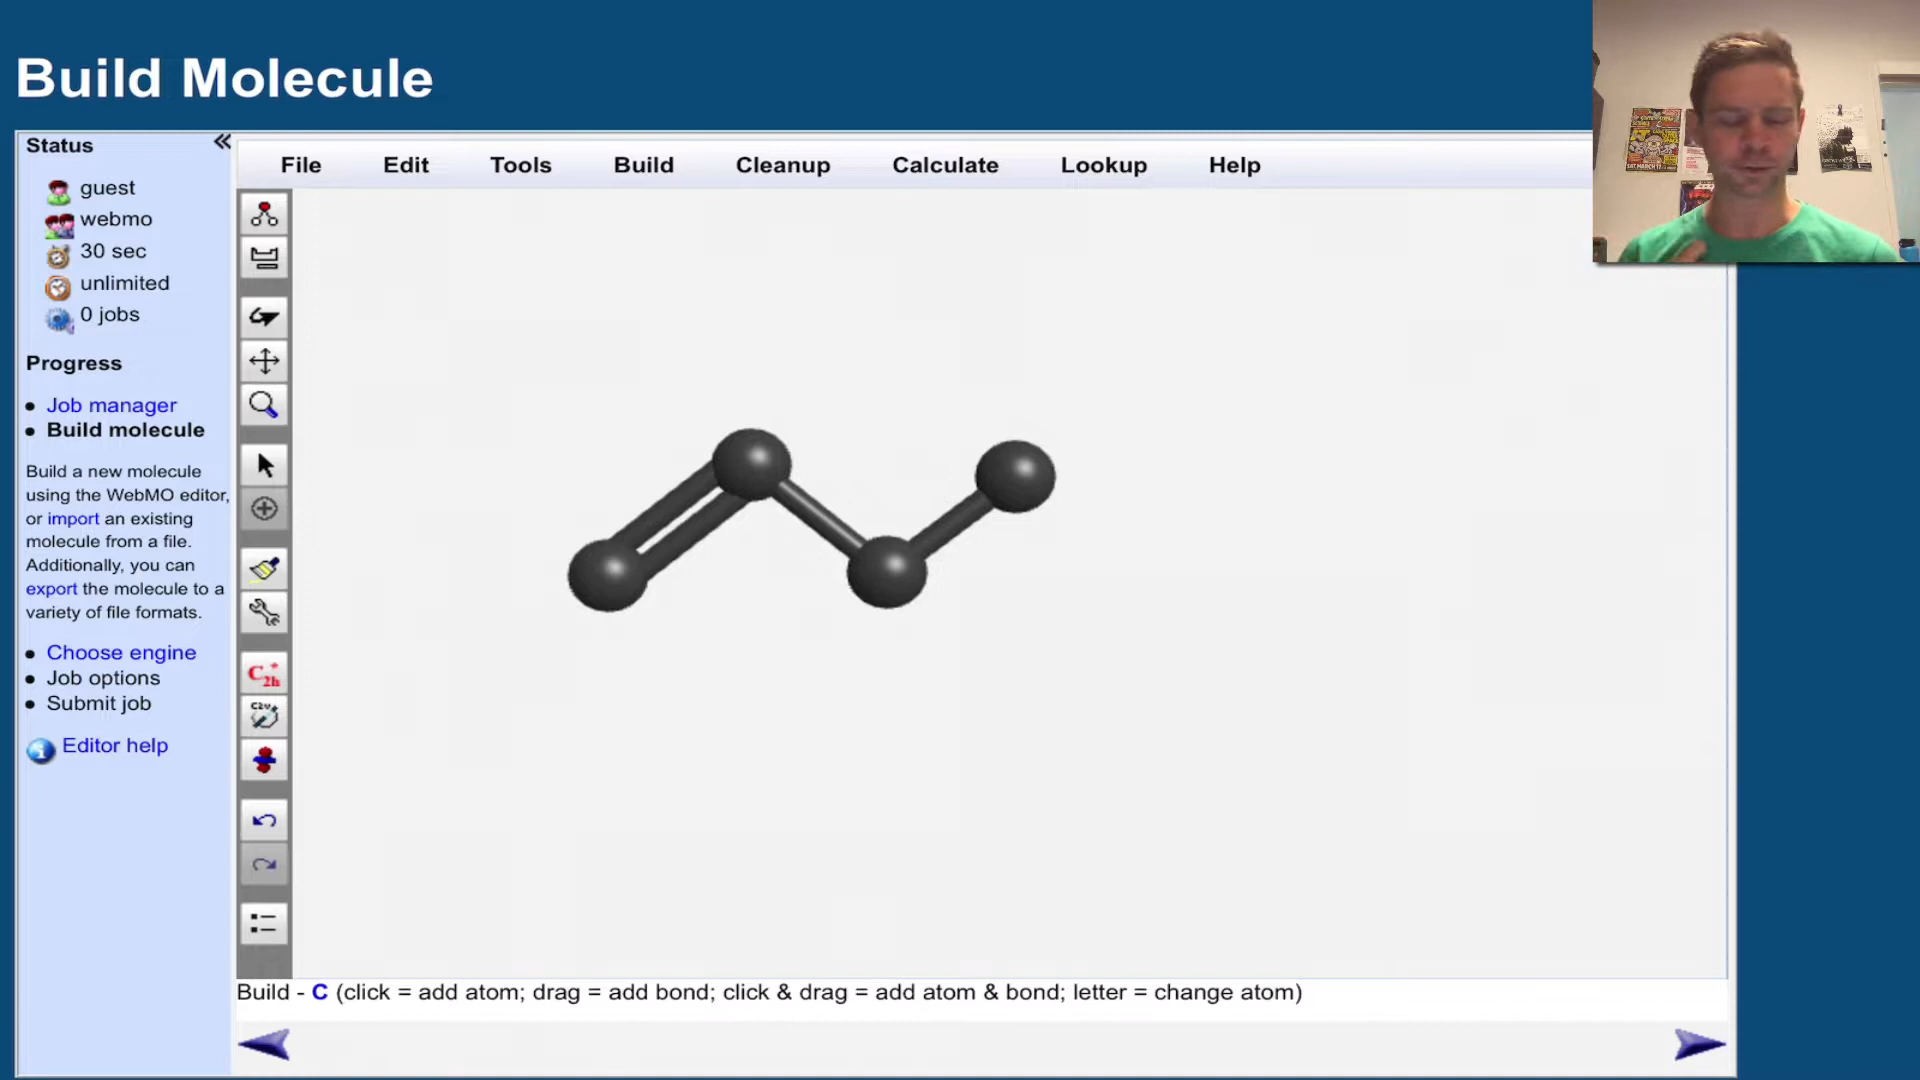 Build Molecule
Status
guest
webmo
30 sec
unlimited
0 jobs
Progress
Job manager
Build molecule
Build a new molecule
using the WebMO editor,
or import an existing
molecule from a file.
Additionally, you can
export the molecule to a
variety of file formats.
Choose engine
Job options
Submit job
Editor help
File Edit Tools Build Cleanup Calculate Lookup Help
C2h
C2v
Build - C (click = add atom; drag = add bond; click & drag = add atom & bond; letter = change atom)